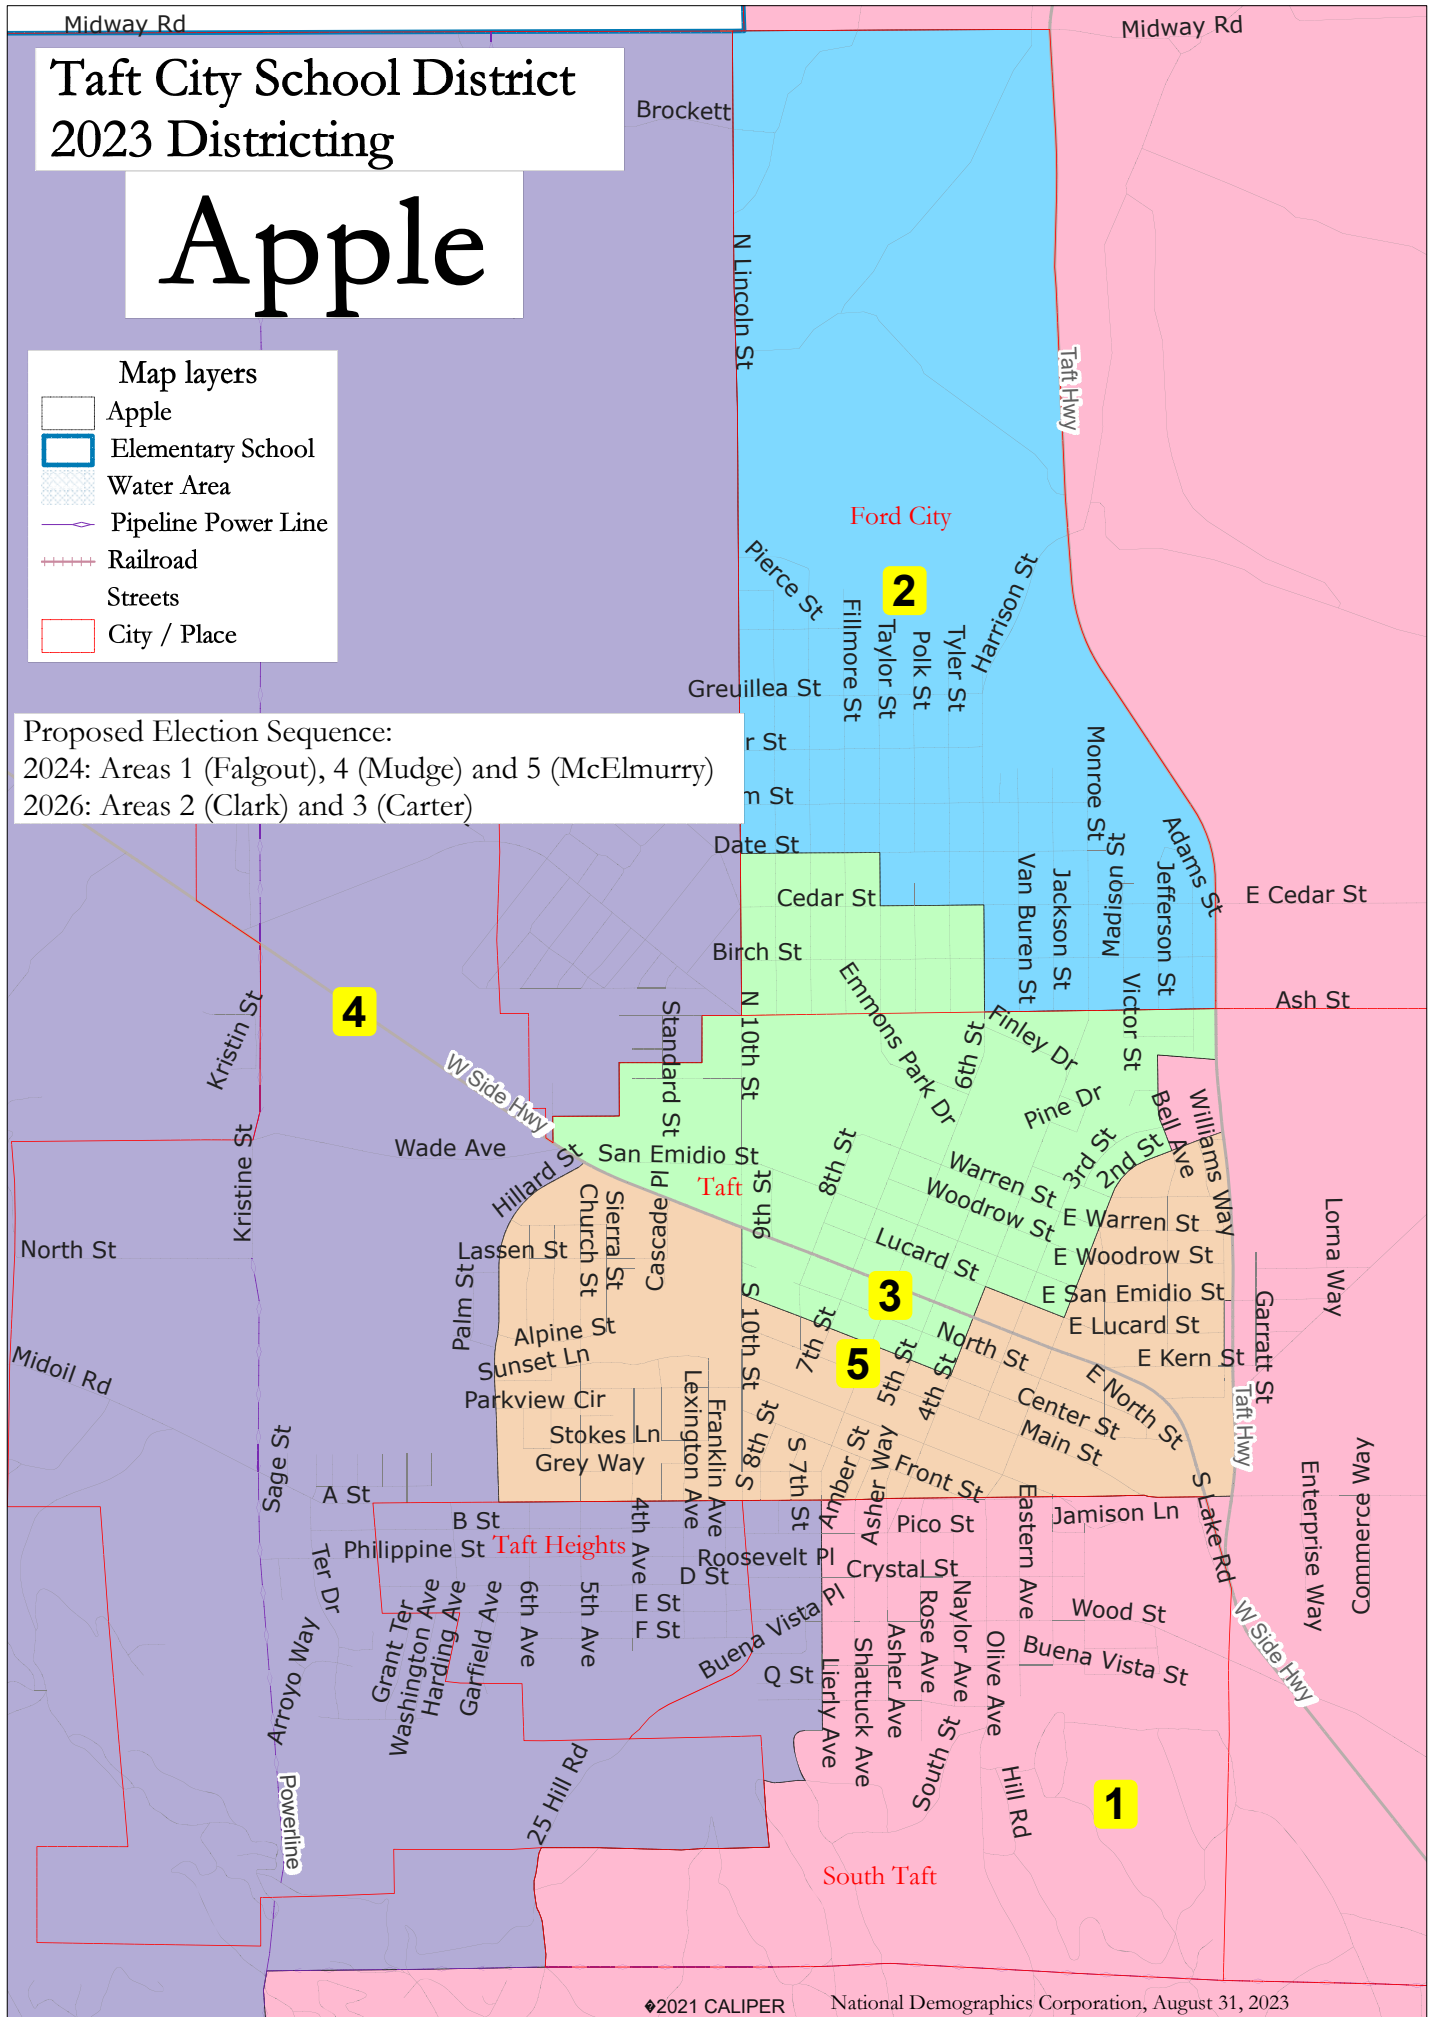 Midway Rd
Midway Rd
Taft City School District
2023 Districting
Apple
Brockett
N Lincoln St
Taft Hwy
Map layers
Apple
Elementary School
Water Area
Pipeline Power Line
Railroad
Streets
City / Place
Ford City
Pierce St
2
Harrison St
Fillmore St
Taylor St
Polk St
Tyler St
Greuillea St
Proposed Election Sequence:
2024: Areas 1 (Falgout), 4 (Mudge) and 5 (McElmurry)
2026: Areas 2 (Clark) and 3 (Carter)
r St
m St
Monroe St
Date St
Adams St
Madison St
Van Buren St
Jackson St
Jefferson St
Cedar St
E Cedar St
Birch St
Emmons Park Dr
Victor St
Ash St
4
Kristin St
Standard St
N 10th St
6th St
Finley Dr
W Side Hwy
Pine Dr
Bell Ave
Williams Way
Kristine St
Wade Ave
Hillard St
San Emidio St
8th St
3rd St
2nd St
Taft
9th St
Warren St
Woodrow St
E Warren St
Lorna Way
North St
Lassen St
Church St
Sierra St
Cascade Pl
Lucard St
E Woodrow St
Palm St
3
E San Emidio St
Garratt St
S 10th St
7th St
North St
E Lucard St
Alpine St
Sunset Ln
5
5th St
4th St
E Kern St
Midoil Rd
E North St
Taft Hwy
Parkview Cir
Lexington Ave
Franklin Ave
Center St
Stokes Ln
S 8th St
Main St
Grey Way
S 7th St
Amber St
Asher Way
Front St
Sage St
S Lake Rd
Enterprise Way
Commerce Way
A St
4th Ave
Eastern Ave
Jamison Ln
B St
Pico St
Philippine St
Taft Heights
Roosevelt Pl
Crystal St
Ter Dr
D St
Grant Ter
Washington Ave
Harding Ave
Garfield Ave
6th Ave
5th Ave
E St
F St
Buena Vista Pl
Rose Ave
Naylor Ave
Wood St
W Side Hwy
Arroyo Way
Q St
Lierly Ave
Shattuck Ave
Asher Ave
Olive Ave
Buena Vista St
South St
Powerline
25 Hill Rd
Hill Rd
1
South Taft
�2021 CALIPER
National Demographics Corporation, August 31, 2023